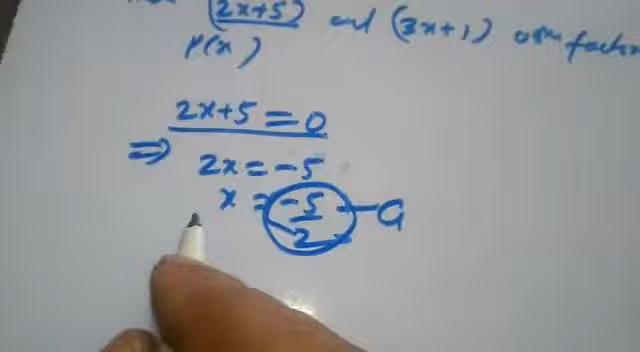 (2x+5) and (3x+1) are factors
P(x)
2x+5 = 0
⇒ 2x = -5
x = -5/2 — a